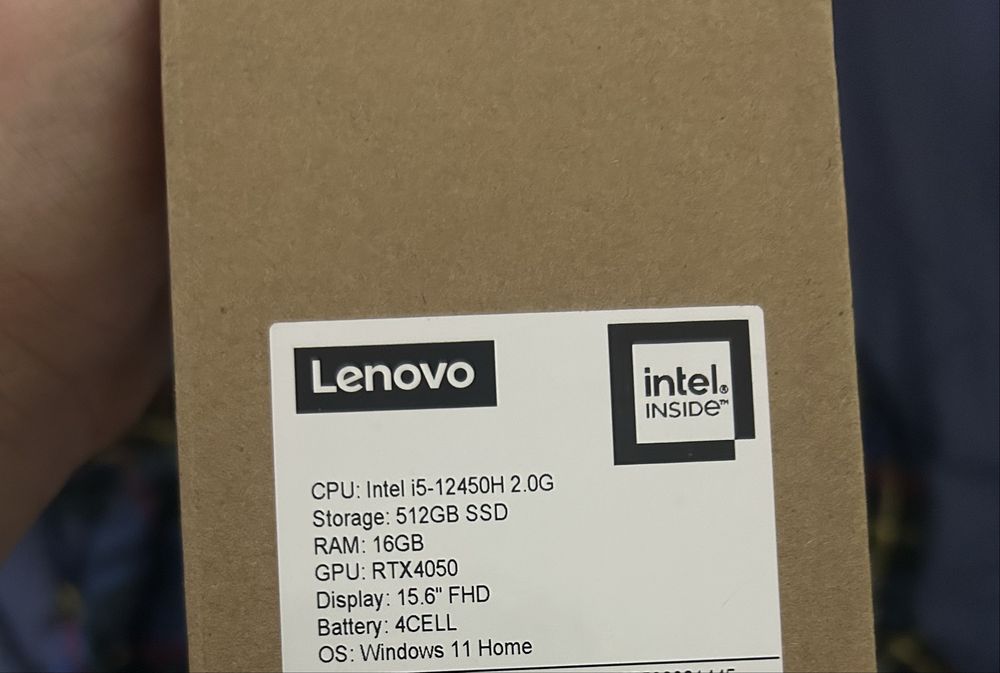 Lenovo
intel®
INSIDE™
CPU: Intel i5-12450H 2.0G
Storage: 512GB SSD
RAM: 16GB
GPU: RTX4050
Display: 15.6" FHD
Battery: 4CELL
OS: Windows 11 Home